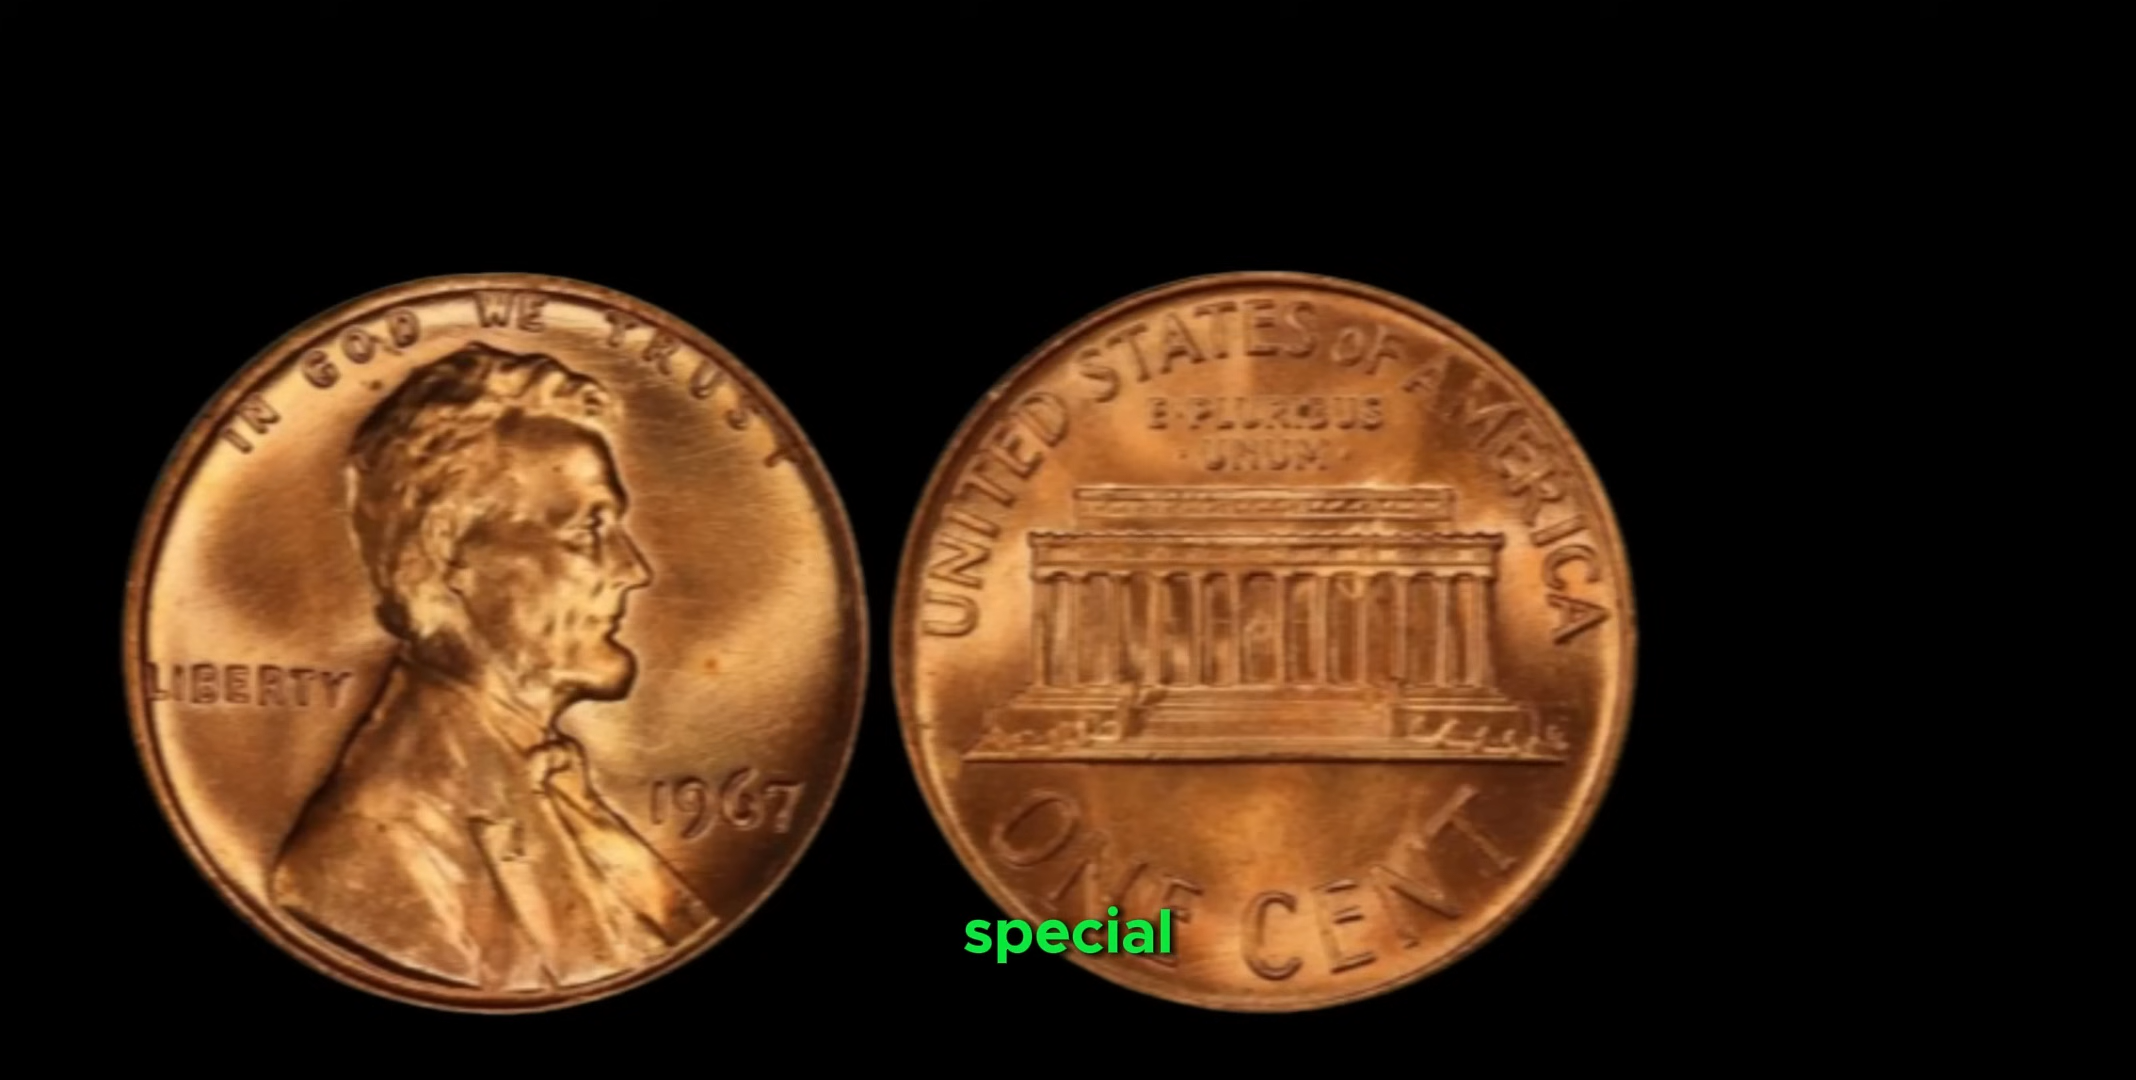 IN GOD WE TRUST
LIBERTY
1967
UNITED STATES OF AMERICA
E·PLURIBUS
·UNUM·
ONE CENT
special